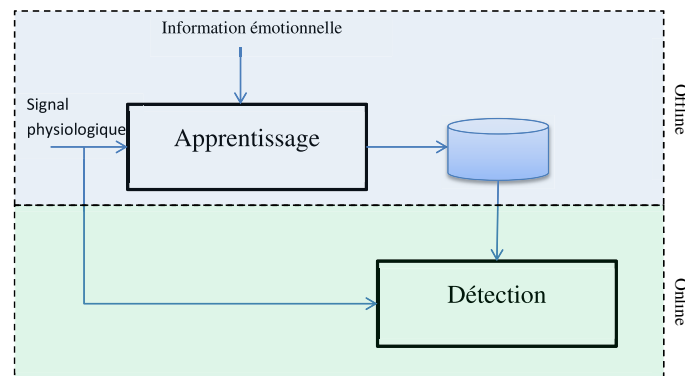 Information émotionnelle
Signal
physiologique
Apprentissage
Offline
Détection
Online